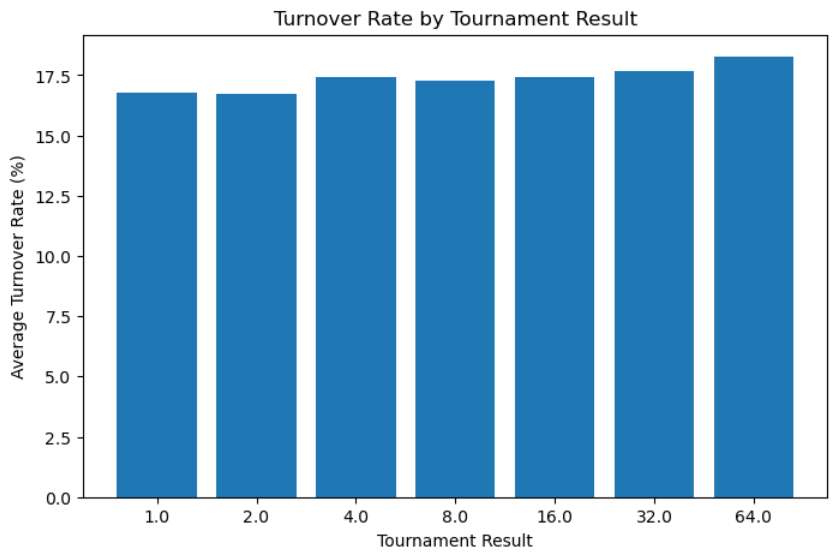 Turnover Rate by Tournament Result
Average Turnover Rate (%)
17.5
15.0
12.5
10.0
7.5
5.0
2.5
0.0
1.0 2.0 4.0 8.0 16.0 32.0 64.0
Tournament Result